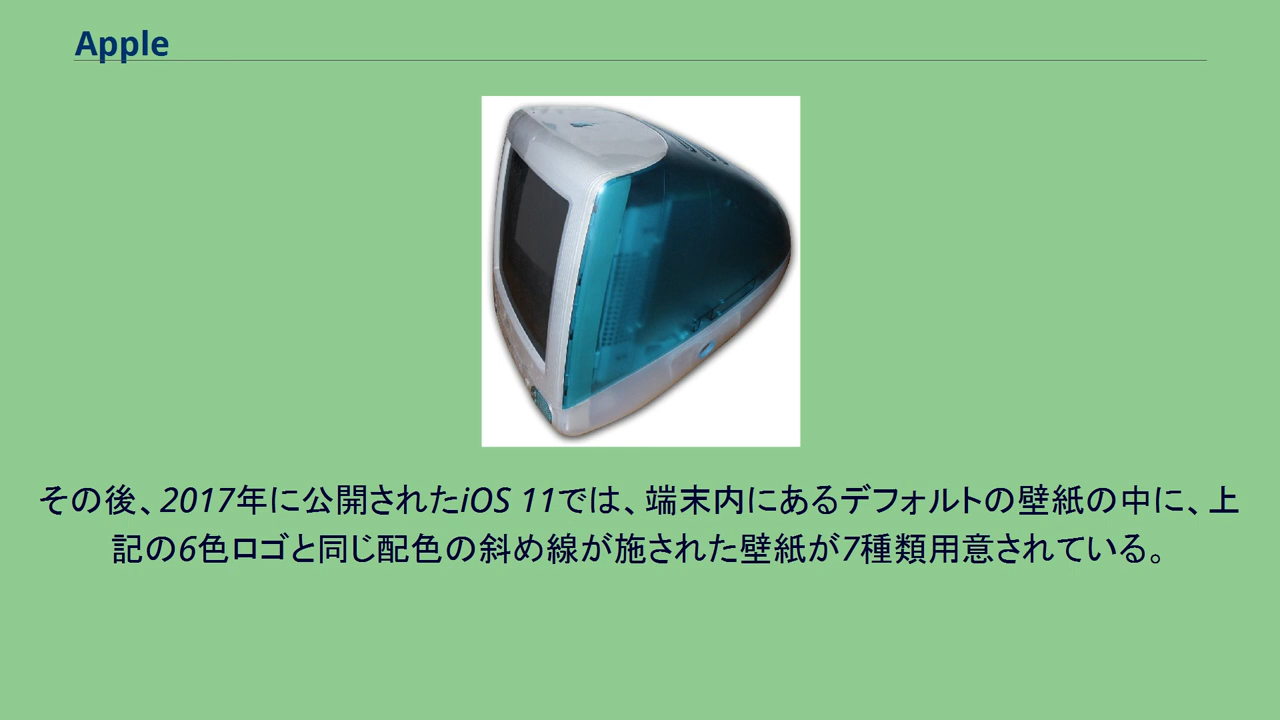 Apple
その後、2017年に公開されたiOS 11では、端末内にあるデフォルトの壁紙の中に、上
記の6色ロゴと同じ配色の斜め線が施された壁紙が7種類用意されている。